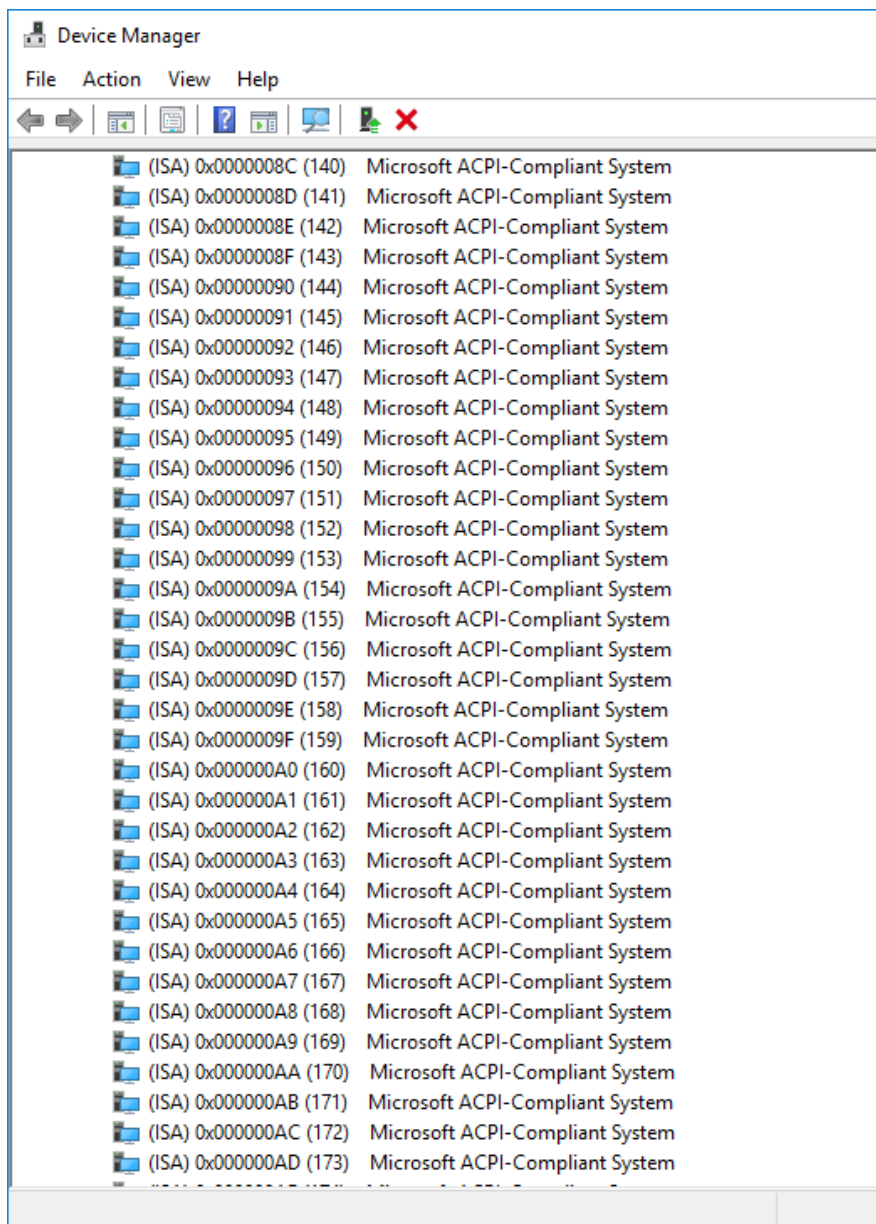 Device Manager
File Action View Help
(ISA) 0x0000008C (140) Microsoft ACPI-Compliant System
(ISA) 0x0000008D (141) Microsoft ACPI-Compliant System
(ISA) 0x0000008E (142) Microsoft ACPI-Compliant System
(ISA) 0x0000008F (143) Microsoft ACPI-Compliant System
(ISA) 0x00000090 (144) Microsoft ACPI-Compliant System
(ISA) 0x00000091 (145) Microsoft ACPI-Compliant System
(ISA) 0x00000092 (146) Microsoft ACPI-Compliant System
(ISA) 0x00000093 (147) Microsoft ACPI-Compliant System
(ISA) 0x00000094 (148) Microsoft ACPI-Compliant System
(ISA) 0x00000095 (149) Microsoft ACPI-Compliant System
(ISA) 0x00000096 (150) Microsoft ACPI-Compliant System
(ISA) 0x00000097 (151) Microsoft ACPI-Compliant System
(ISA) 0x00000098 (152) Microsoft ACPI-Compliant System
(ISA) 0x00000099 (153) Microsoft ACPI-Compliant System
(ISA) 0x0000009A (154) Microsoft ACPI-Compliant System
(ISA) 0x0000009B (155) Microsoft ACPI-Compliant System
(ISA) 0x0000009C (156) Microsoft ACPI-Compliant System
(ISA) 0x0000009D (157) Microsoft ACPI-Compliant System
(ISA) 0x0000009E (158) Microsoft ACPI-Compliant System
(ISA) 0x0000009F (159) Microsoft ACPI-Compliant System
(ISA) 0x000000A0 (160) Microsoft ACPI-Compliant System
(ISA) 0x000000A1 (161) Microsoft ACPI-Compliant System
(ISA) 0x000000A2 (162) Microsoft ACPI-Compliant System
(ISA) 0x000000A3 (163) Microsoft ACPI-Compliant System
(ISA) 0x000000A4 (164) Microsoft ACPI-Compliant System
(ISA) 0x000000A5 (165) Microsoft ACPI-Compliant System
(ISA) 0x000000A6 (166) Microsoft ACPI-Compliant System
(ISA) 0x000000A7 (167) Microsoft ACPI-Compliant System
(ISA) 0x000000A8 (168) Microsoft ACPI-Compliant System
(ISA) 0x000000A9 (169) Microsoft ACPI-Compliant System
(ISA) 0x000000AA (170) Microsoft ACPI-Compliant System
(ISA) 0x000000AB (171) Microsoft ACPI-Compliant System
(ISA) 0x000000AC (172) Microsoft ACPI-Compliant System
(ISA) 0x000000AD (173) Microsoft ACPI-Compliant System